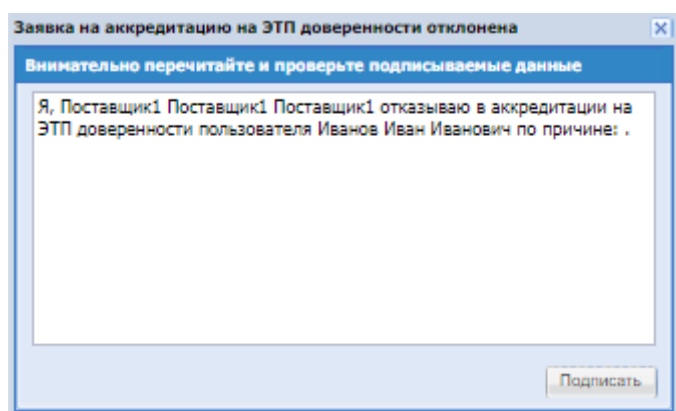 Заявка на аккредитацию на ЭТП доверенности отклонена
Внимательно перечитайте и проверьте подписываемые данные
Я, Поставщик1 Поставщик1 Поставщик1 отказываю в аккредитации на
ЭТП доверенности пользователя Иванов Иван Иванович по причине: .
Подписать